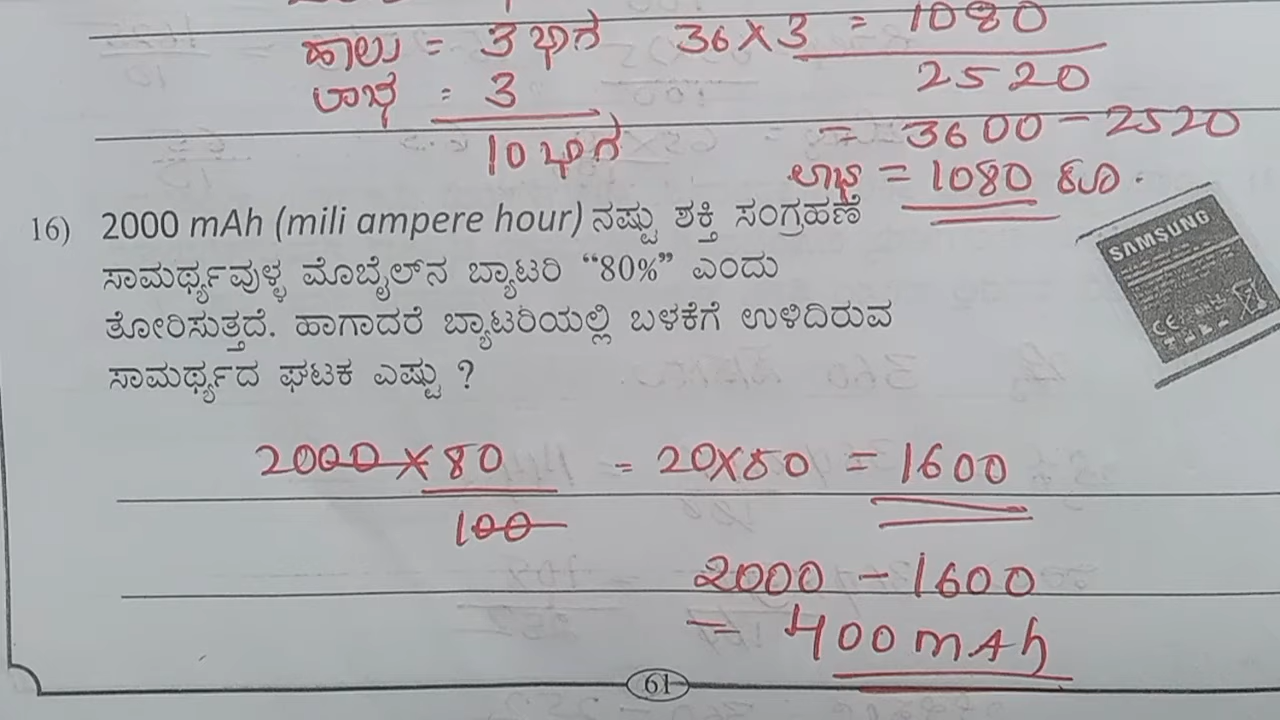 ಹಾಲು = 3 ಭಾಗ 36 X 3 = 1080
ಲಾಭ = 3 2520
10 ಭಾಗ = 3600 - 2520
ಲಾಭ = 1080 ರೂ.
16) 2000 mAh (mili ampere hour) ನಷ್ಟು ಶಕ್ತಿ ಸಂಗ್ರಹಣೆ
ಸಾಮರ್ಥ್ಯವುಳ್ಳ ಮೊಬೈಲ್‌ನ ಬ್ಯಾಟರಿ “80%” ಎಂದು
ತೋರಿಸುತ್ತದೆ. ಹಾಗಾದರೆ ಬ್ಯಾಟರಿಯಲ್ಲಿ ಬಳಕೆಗೆ ಉಳಿದಿರುವ
ಸಾಮರ್ಥ್ಯದ ಘಟಕ ಎಷ್ಟು ?
SAMSUNG
CE
2000 X 80 = 20X80 = 1600
100
2000 - 1600
= 400 mAh
61